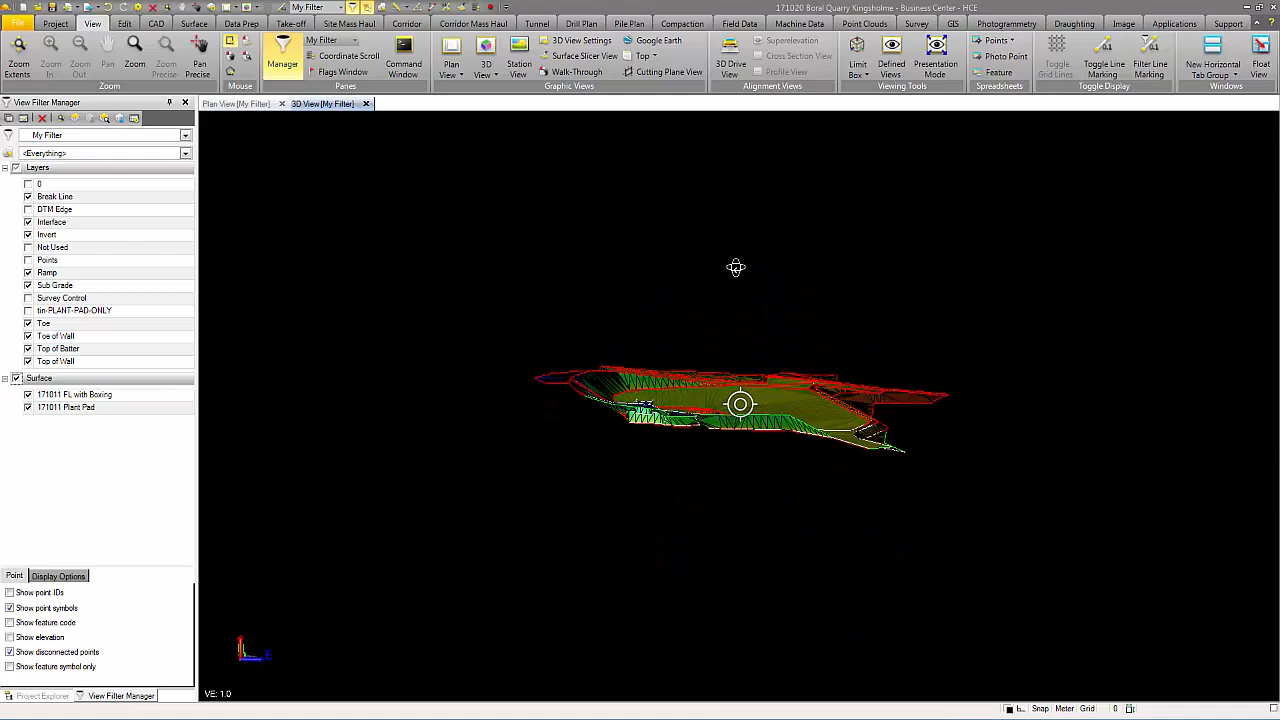 My Filter
171020 Boral Quarry Kingsholme - Business Center - HCE
File Project View Edit CAD Surface Data Prep Take-off Site Mass Haul Corridor Corridor Mass Haul Tunnel Drill Plan Pile Plan Compaction Field Data Machine Data Point Clouds GIS Photogrammetry Draughting Image Applications Support
Zoom Extents
Zoom In
Zoom Out
Pan
Zoom Precise
Pan Precise
Zoom
Mouse
Manager
My Filter
Coordinate Scroll
Flags Window
Command Window
Panes
Plan View
3D View
Station View
3D View Settings
Surface Slicer View
Walk-Through
Google Earth
Top
Cutting Plane View
Graphic Views
3D Drive View
Superelevation
Cross Section View
Profile View
Alignment Views
Limit Box
Defined Views
Presentation Mode
Viewing Tools
Points
Photo Point
Feature
Spreadsheets
Toggle Grid Lines
Toggle Line Marking
Filter Line Marking
Toggle Display
New Horizontal Tab Group
Float View
Windows
View Filter Manager
Plan View[My Filter]
3D View[My Filter]
My Filter
<Everything>
Layers
0
Break Line
DTM Edge
Interface
Invert
Not Used
Points
Ramp
Sub Grade
Survey Control
tin-PLANT-PAD-ONLY
Toe
Toe of Wall
Top of Batter
Top of Wall
Surface
171011 FL with Boxing
171011 Plant Pad
Point
Display Options
Show point IDs
Show point symbols
Show feature code
Show elevation
Show disconnected points
Show feature symbol only
Project Explorer
View Filter Manager
VE: 1.0
Snap Meter Grid 0